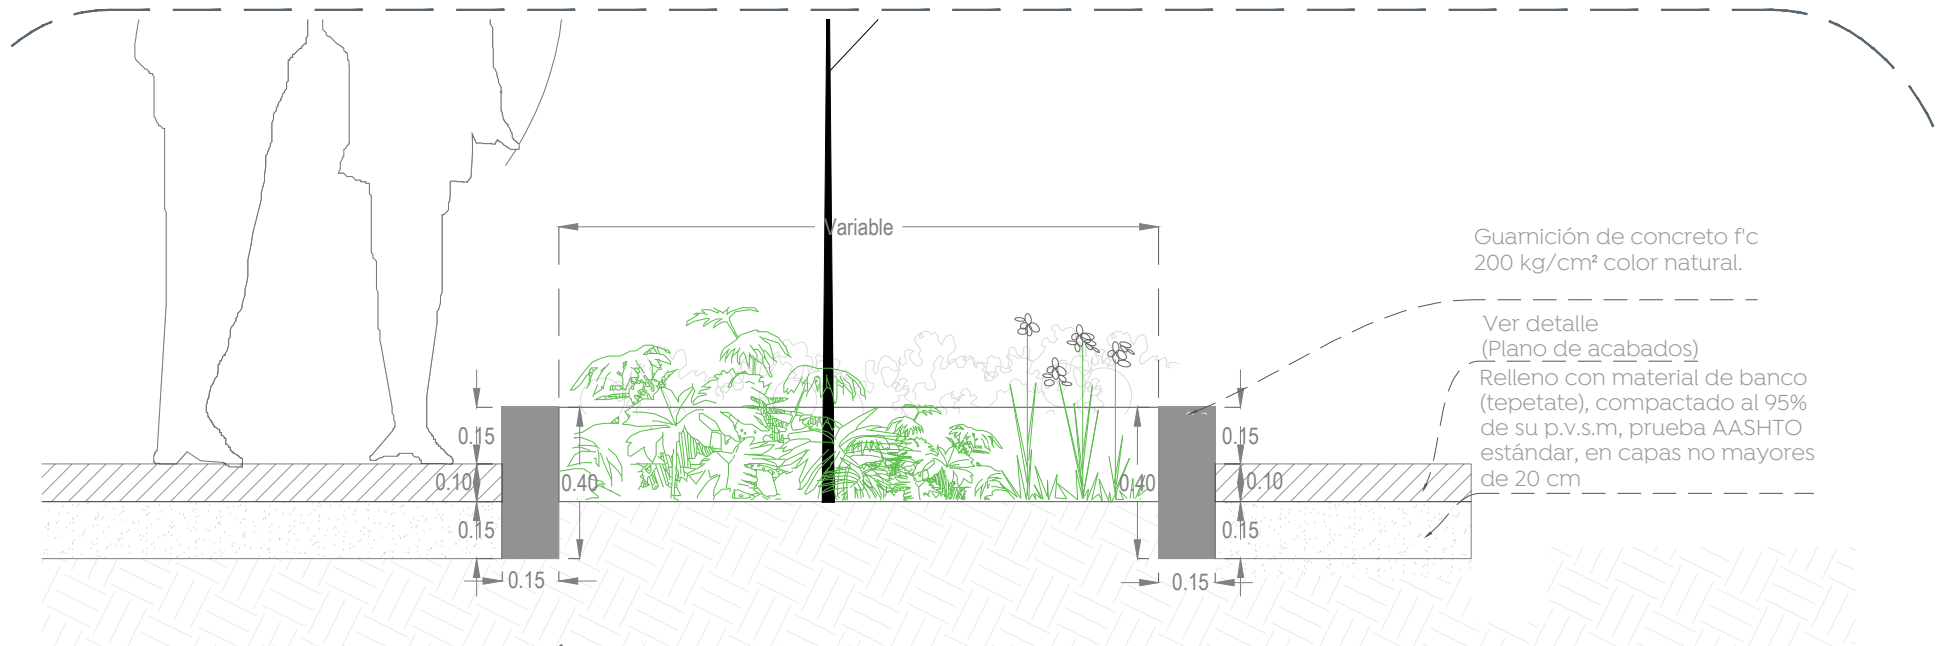 Variable
Guarnición de concreto f'c
200 kg/cm² color natural.
Ver detalle
(Plano de acabados)
Relleno con material de banco
(tepetate), compactado al 95%
de su p.v.s.m, prueba AASHTO
estándar, en capas no mayores
de 20 cm
0.15
0.10
0.40
0.15
0.15
0.15
0.40
0.10
0.15
0.15